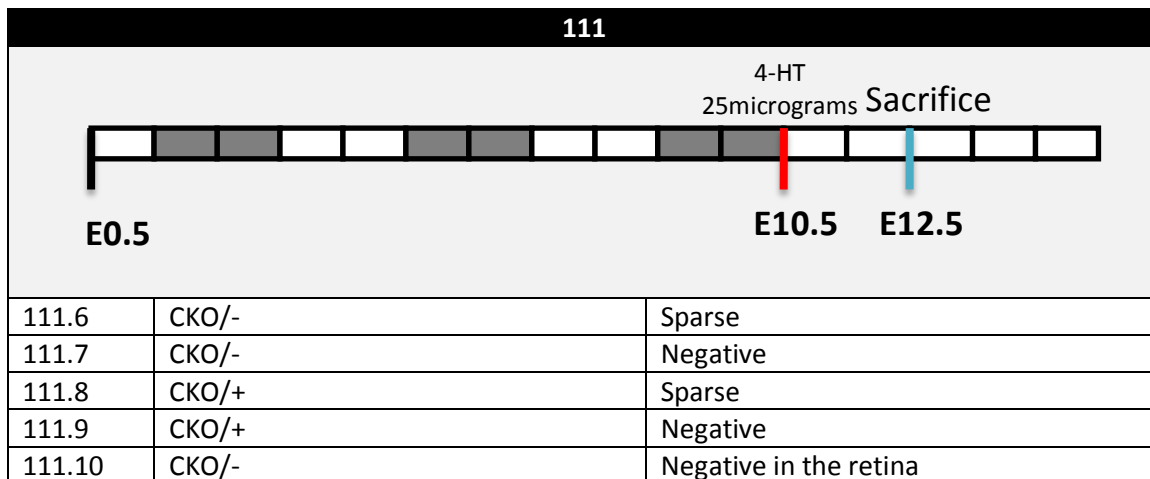 111
4-HT
25micrograms Sacrifice
E0.5 E10.5 E12.5
111.6 CKO/- Sparse
111.7 CKO/- Negative
111.8 CKO/+ Sparse
111.9 CKO/+ Negative
111.10 CKO/- Negative in the retina